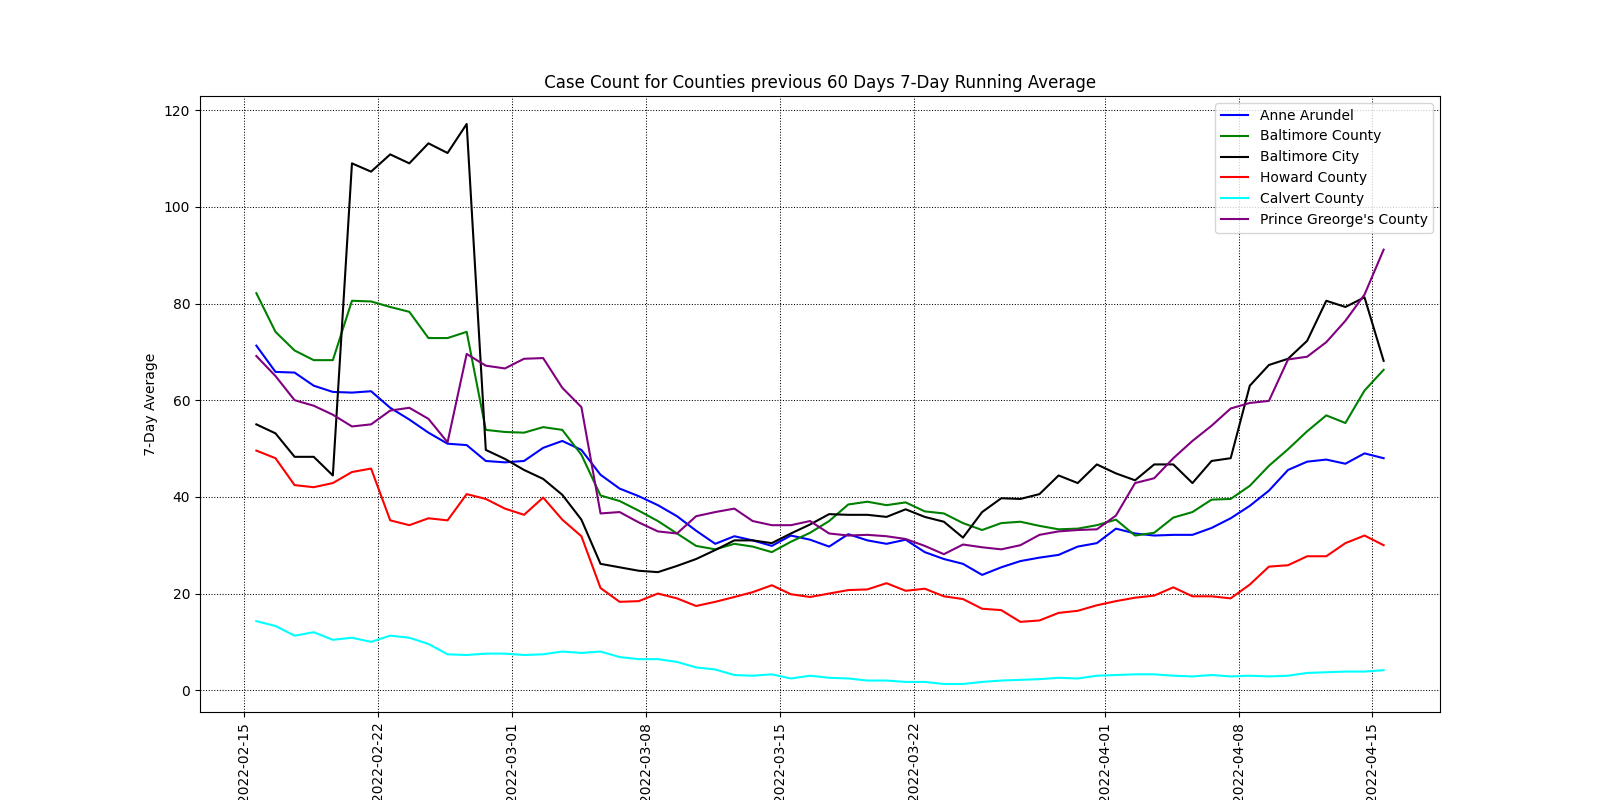 Case Count for Counties previous 60 Days 7-Day Running Average
120
100
80
60
40
20
0
7-Day Average
Anne Arundel
Baltimore County
Baltimore City
Howard County
Calvert County
Prince Greorge's County
2022-02-15
2022-02-22
2022-03-01
2022-03-08
2022-03-15
2022-03-22
2022-04-01
2022-04-08
2022-04-15